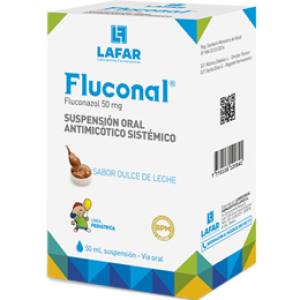 LAFAR
Fluconal®
Fluconazol 50 mg
SUSPENSIÓN ORAL
ANTIMICÓTICO SISTÉMICO
SABOR DULCE DE LECHE
LÍNEA
PEDIÁTRICA
BPM
50 mL suspensión - Vía oral
LAFAR